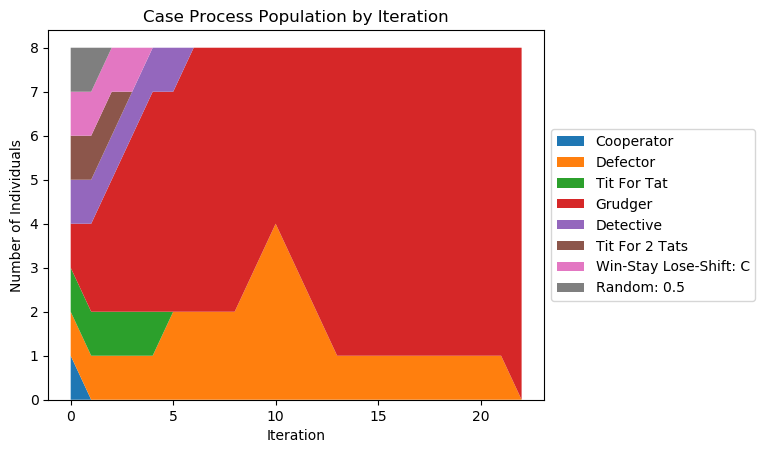 Case Process Population by Iteration
Number of Individuals
8
7
6
5
4
3
2
1
0
0 5 10 15 20
Iteration
Cooperator
Defector
Tit For Tat
Grudger
Detective
Tit For 2 Tats
Win-Stay Lose-Shift: C
Random: 0.5